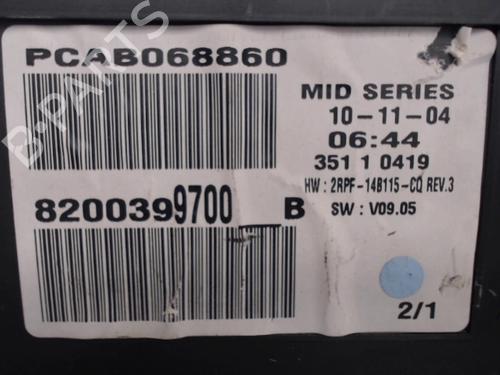 PCAB068860
MID SERIES
10-11-04
06:44
351 1 0419
HW : 2RPF-14B115-CQ REV.3
SW : V09.05
8200399700__B
2/1
B-PARTS